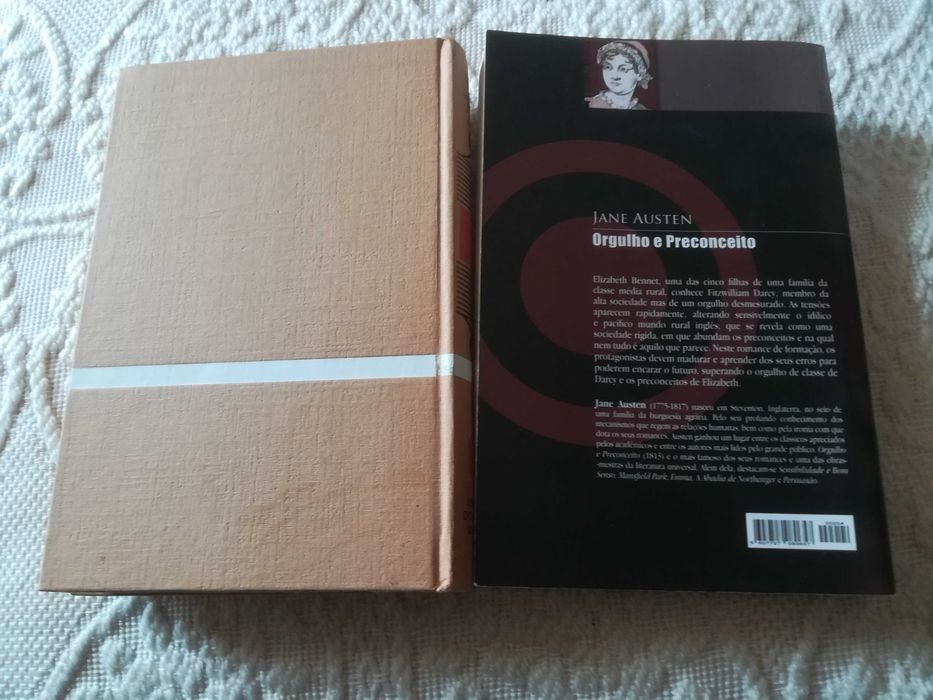 JANE AUSTEN
Orgulho e Preconceito
Elizabeth Bennet, uma das cinco filhas de uma família da
classe média rural, conhece Fitzwilliam Darcy, membro da
alta sociedade mas de um orgulho desmesurado. As tensões
aparecem rapidamente, alterando sensivelmente o idílico
e pacífico mundo rural inglês, que se revela como uma
sociedade rígida, em que abundam os preconceitos e na qual
nem tudo é aquilo que parece. Neste romance de formação, os
protagonistas devem madurar e aprender dos seus erros para
poderem encarar o futuro, superando o orgulho de classe de
Darcy e os preconceitos de Elizabeth.
Jane Austen (1775-1817) nasceu em Steventon, Inglaterra, no seio de
uma família da burguesia agrária. Pelo seu profundo conhecimento dos
mecanismos que regem as relações humanas, bem como pela ironia com que
dota os seus romances, Austen ganhou um lugar entre os clássicos apreciados
pelos académicos e entre os autores mais lidos pelo grande público. Orgulho
e Preconceito (1813) é o mais famoso dos seus romances e uma das obras-
-mestras da literatura universal. Além dela, destacam-se Sensibilidade e Bom
Senso, Mansfield Park, Emma, A Abadia de Northanger e Persuasão.